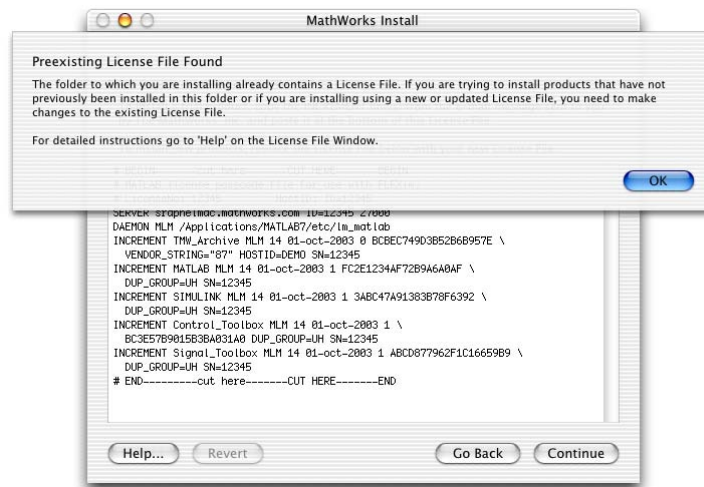 MathWorks Install
Preexisting License File Found
The folder to which you are installing already contains a License File. If you are trying to install products that have not
previously been installed in this folder or if you are installing using a new or updated License File, you need to make
changes to the existing License File.
For detailed instructions go to 'Help' on the License File Window.
OK
SERVER sraphelmac.mathworks.com ID=12345 27000
DAEMON MLM /Applications/MATLAB7/etc/lm_matlab
INCREMENT TMW_Archive MLM 14 01-oct-2003 0 BCBEC749D3B52B6B957E \
VENDOR_STRING="87" HOSTID=DEMO SN=12345
INCREMENT MATLAB MLM 14 01-oct-2003 1 FC2E1234AF72B9A6A0AF \
DUP_GROUP=UH SN=12345
INCREMENT SIMULINK MLM 14 01-oct-2003 1 3ABC47A91383B78F6392 \
DUP_GROUP=UH SN=12345
INCREMENT Control_Toolbox MLM 14 01-oct-2003 1 \
BC3E57B9015B3BA031A0 DUP_GROUP=UH SN=12345
INCREMENT Signal_Toolbox MLM 14 01-oct-2003 1 ABCD877962F1C16659B9 \
DUP_GROUP=UH SN=12345
# END---------cut here-------CUT HERE-------END
Help...
Revert
Go Back
Continue